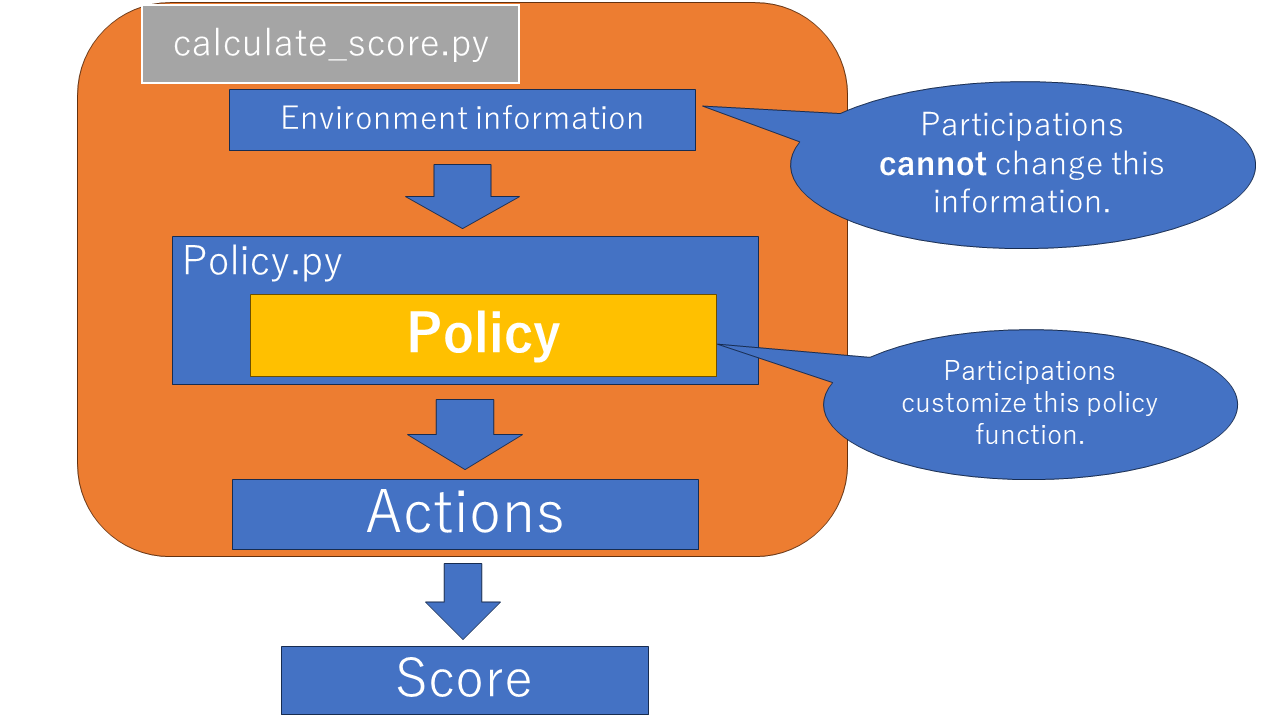 calculate_score.py
Environment information
Participations
cannot change this
information.
Policy.py
Policy
Participations
customize this policy
function.
Actions
Score